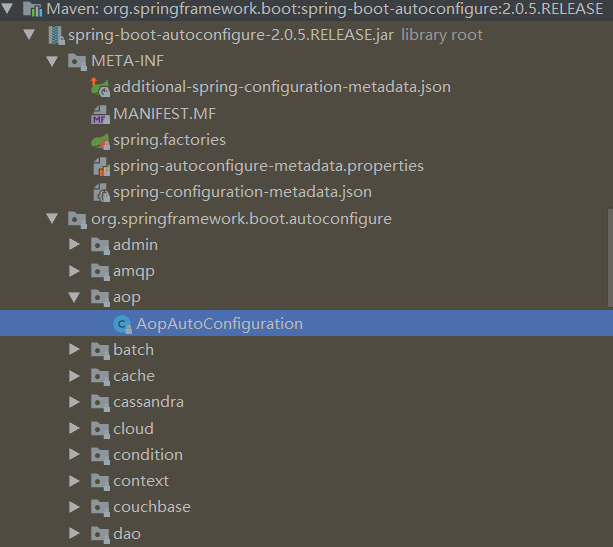 Maven: org.springframework.boot:spring-boot-autoconfigure:2.0.5.RELEASE
spring-boot-autoconfigure-2.0.5.RELEASE.jar library root
META-INF
additional-spring-configuration-metadata.json
MANIFEST.MF
spring.factories
spring-autoconfigure-metadata.properties
spring-configuration-metadata.json
org.springframework.boot.autoconfigure
admin
amqp
aop
AopAutoConfiguration
batch
cache
cassandra
cloud
condition
context
couchbase
dao